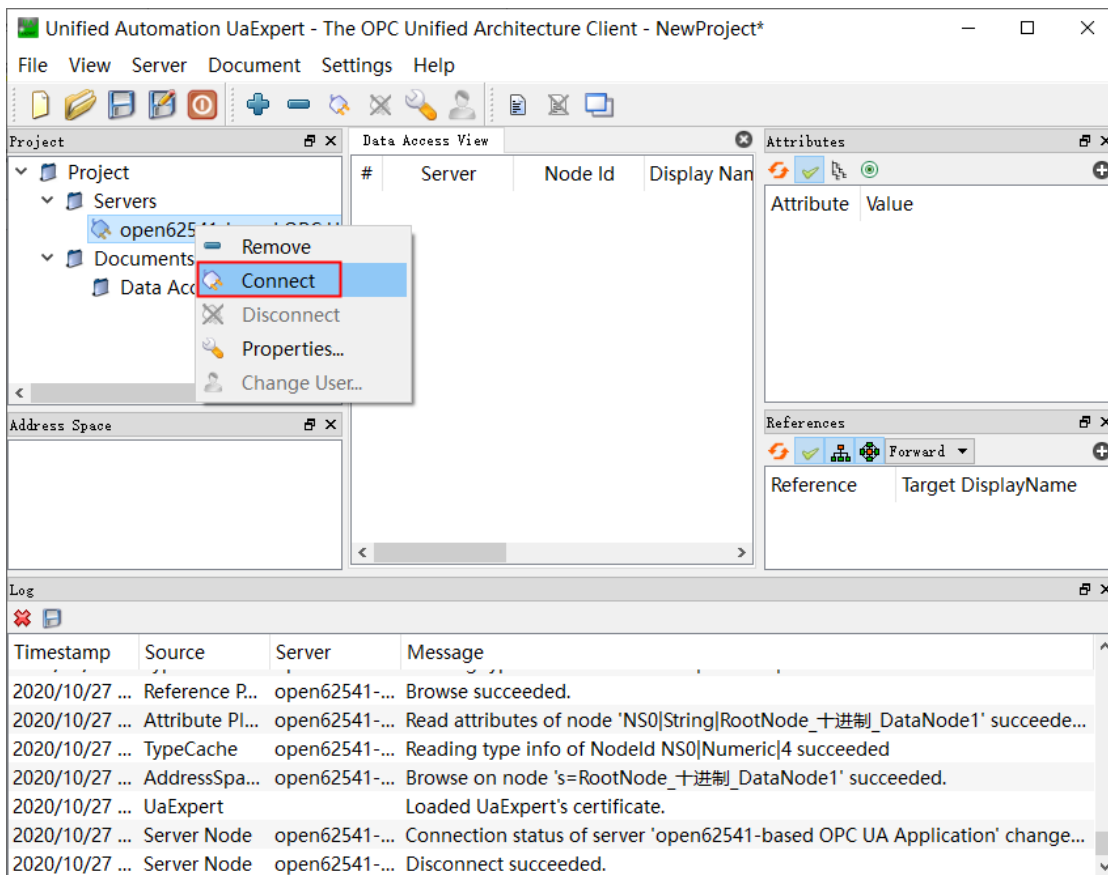 Unified Automation UaExpert - The OPC Unified Architecture Client - NewProject*
File View Server Document Settings Help
Project
Data Access View
Attributes
Project
# Server Node Id Display Nan
Servers
Attribute Value
open62541-based OPC U
Remove
Documents
Connect
Data Acc
Disconnect
Properties...
Change User...
Address Space
References
Forward
Reference Target DisplayName
Log
Timestamp Source Server Message
2020/10/27 ... Reference P... open62541-... Browse succeeded.
2020/10/27 ... Attribute Pl... open62541-... Read attributes of node 'NS0|String|RootNode_十进制_DataNode1' succeede...
2020/10/27 ... TypeCache open62541-... Reading type info of NodeId NS0|Numeric|4 succeeded
2020/10/27 ... AddressSpa... open62541-... Browse on node 's=RootNode_十进制_DataNode1' succeeded.
2020/10/27 ... UaExpert Loaded UaExpert's certificate.
2020/10/27 ... Server Node open62541-... Connection status of server 'open62541-based OPC UA Application' change...
2020/10/27 ... Server Node open62541-... Disconnect succeeded.